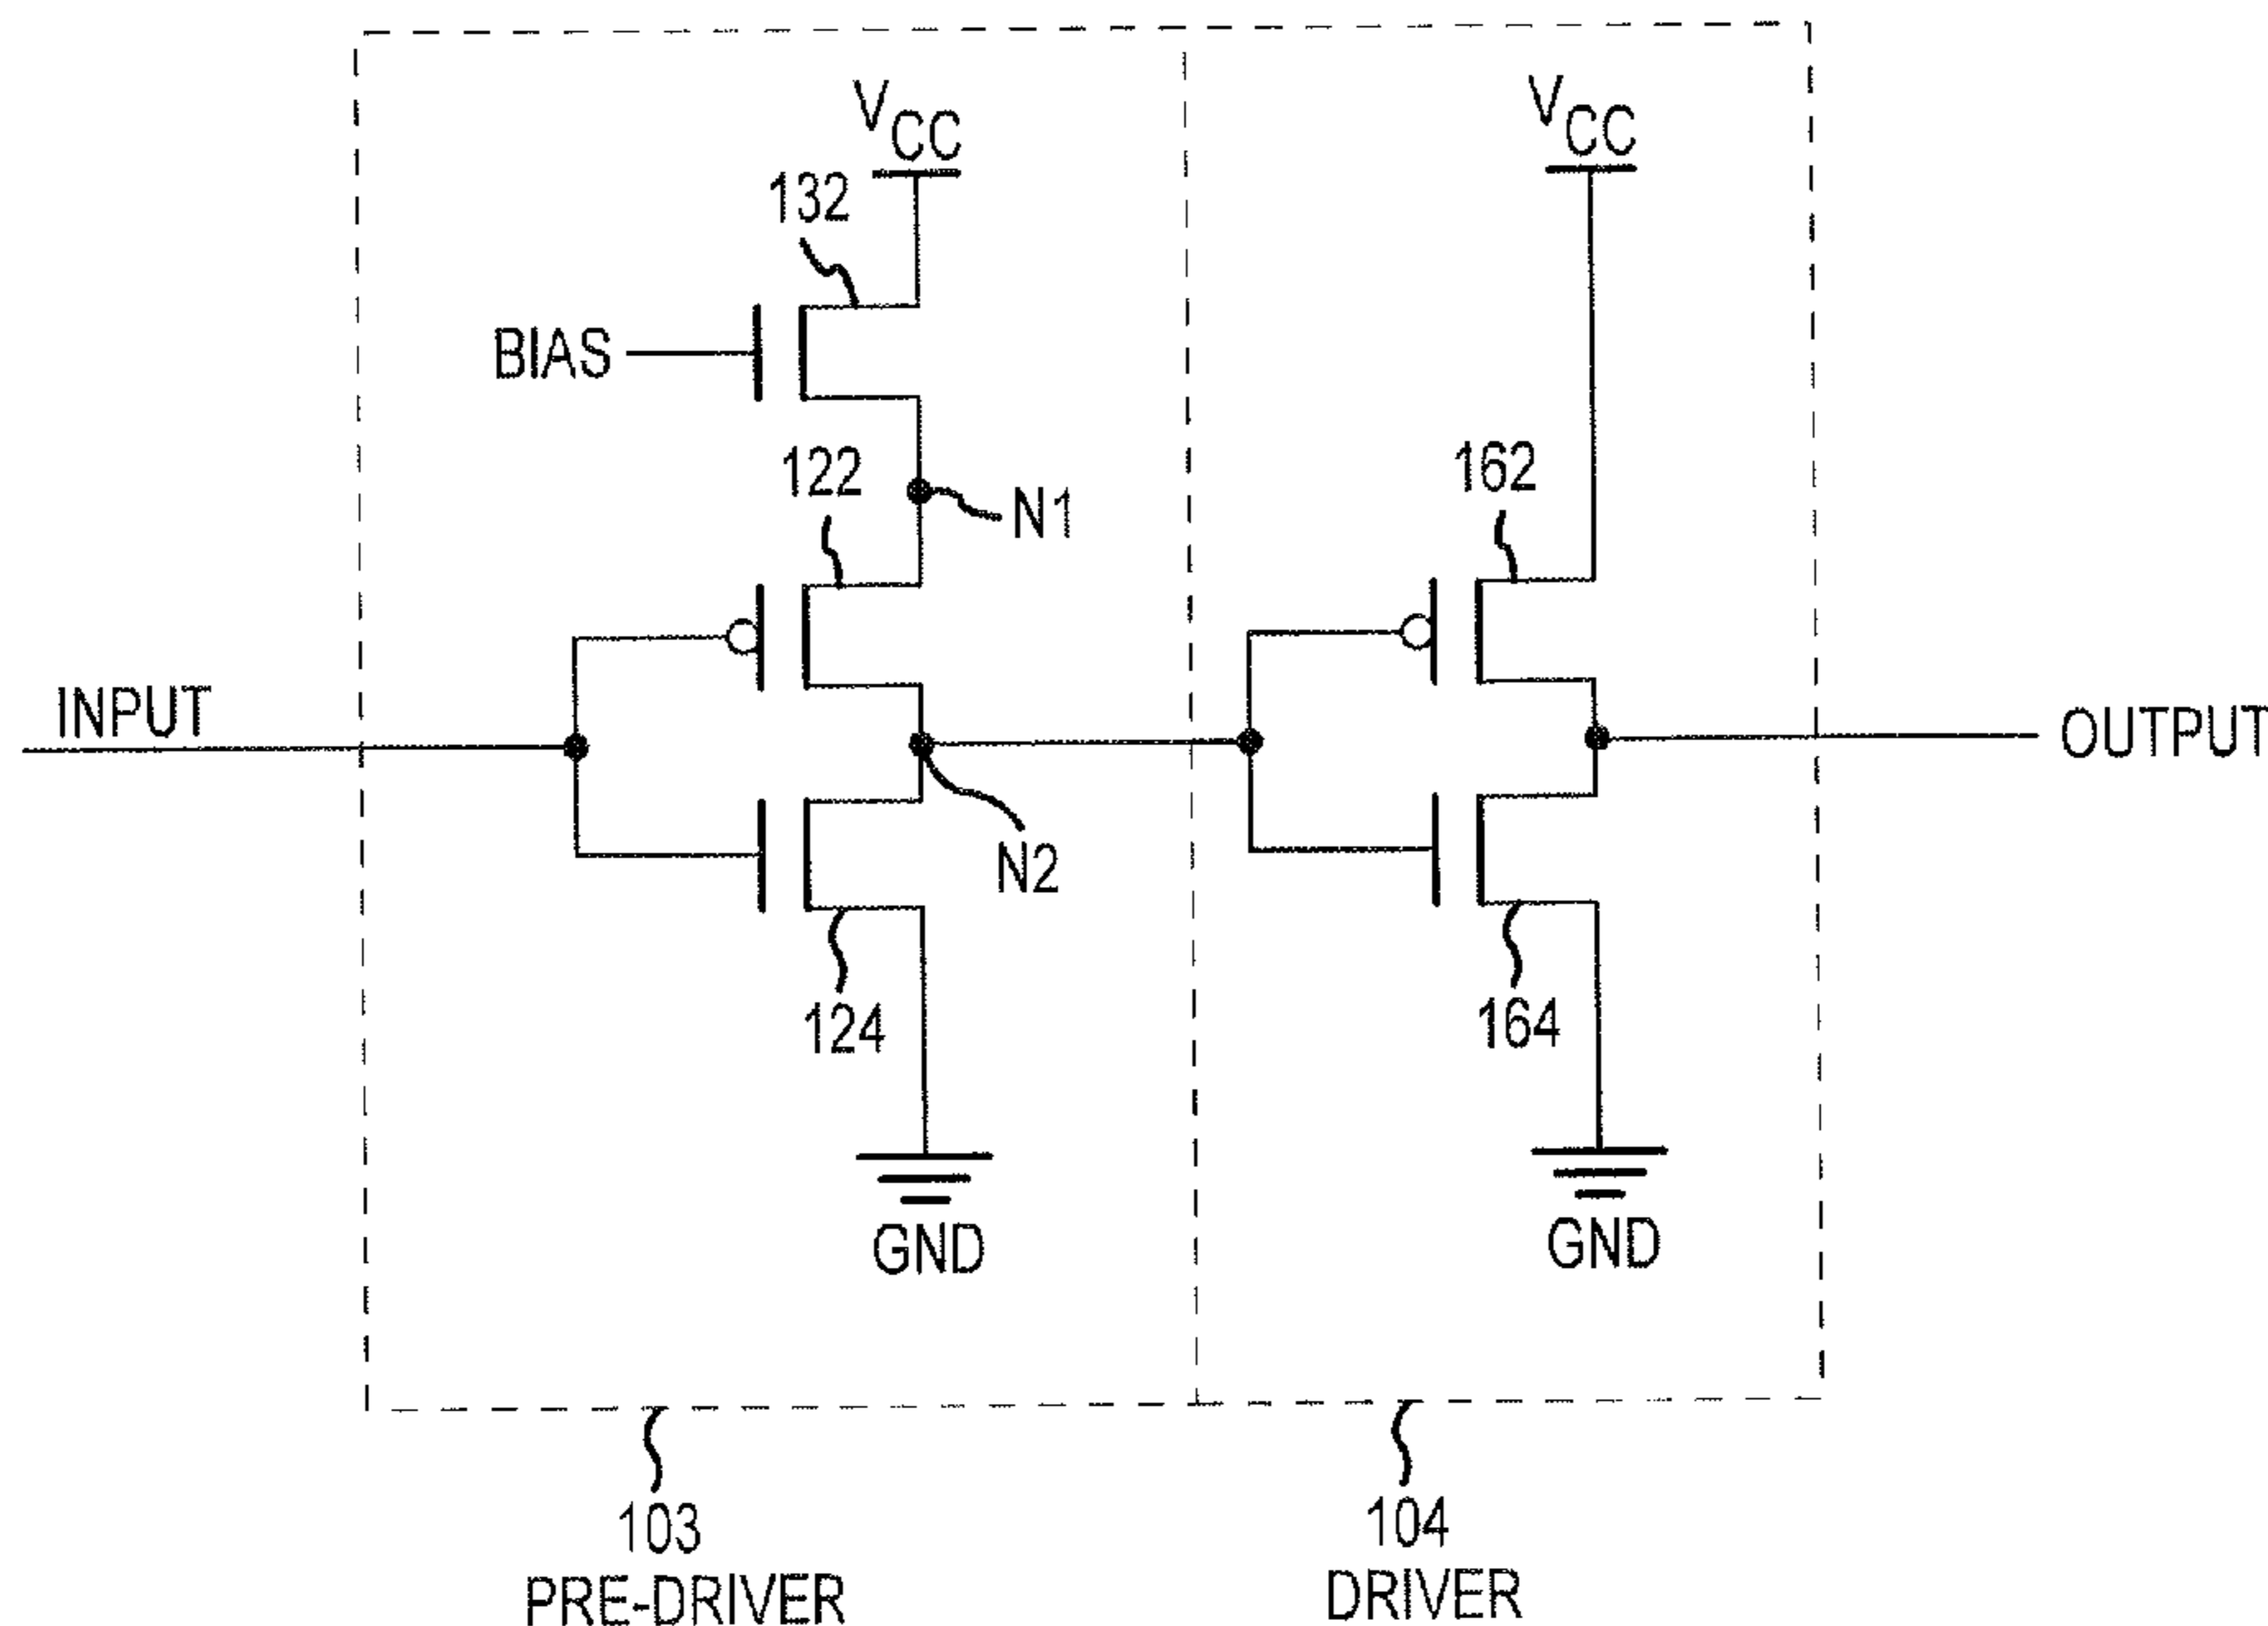 VCC
VCC
132
BIAS
122
162
N1
INPUT
OUTPUT
N2
124
164
GND
GND
103
104
PRE-DRIVER
DRIVER